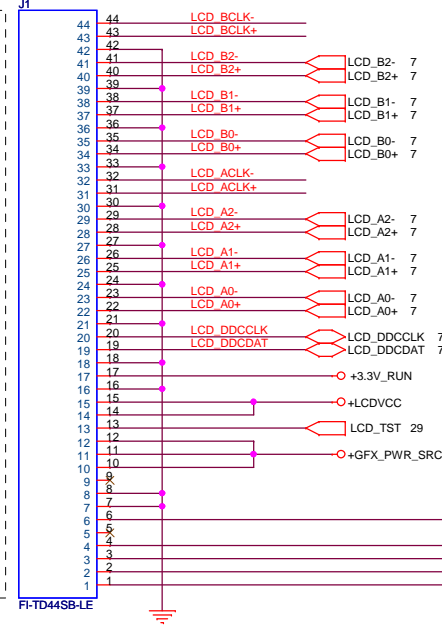 J1
44 44 LCD_BCLK-
43 43 LCD_BCLK+
42 42
41 41 LCD_B2- LCD_B2- 7
40 40 LCD_B2+ LCD_B2+ 7
39 39
38 38 LCD_B1- LCD_B1- 7
37 37 LCD_B1+ LCD_B1+ 7
36 36
35 35 LCD_B0- LCD_B0- 7
34 34 LCD_B0+ LCD_B0+ 7
33 33
32 32 LCD_ACLK-
31 31 LCD_ACLK+
30 30
29 29 LCD_A2- LCD_A2- 7
28 28 LCD_A2+ LCD_A2+ 7
27 27
26 26 LCD_A1- LCD_A1- 7
25 25 LCD_A1+ LCD_A1+ 7
24 24
23 23 LCD_A0- LCD_A0- 7
22 22 LCD_A0+ LCD_A0+ 7
21 21
20 20 LCD_DDCCLK LCD_DDCCLK 7
19 19 LCD_DDCDAT LCD_DDCDAT 7
18 18
17 17 +3.3V_RUN
16 16
15 15 +LCDVCC
14 14
13 13 LCD_TST 29
12 12
11 11 +GFX_PWR_SRC
10 10
9 9
8 8
7 7
6 6
5 5
4 4
3 3
2 2
1 1
FI-TD44SB-LE